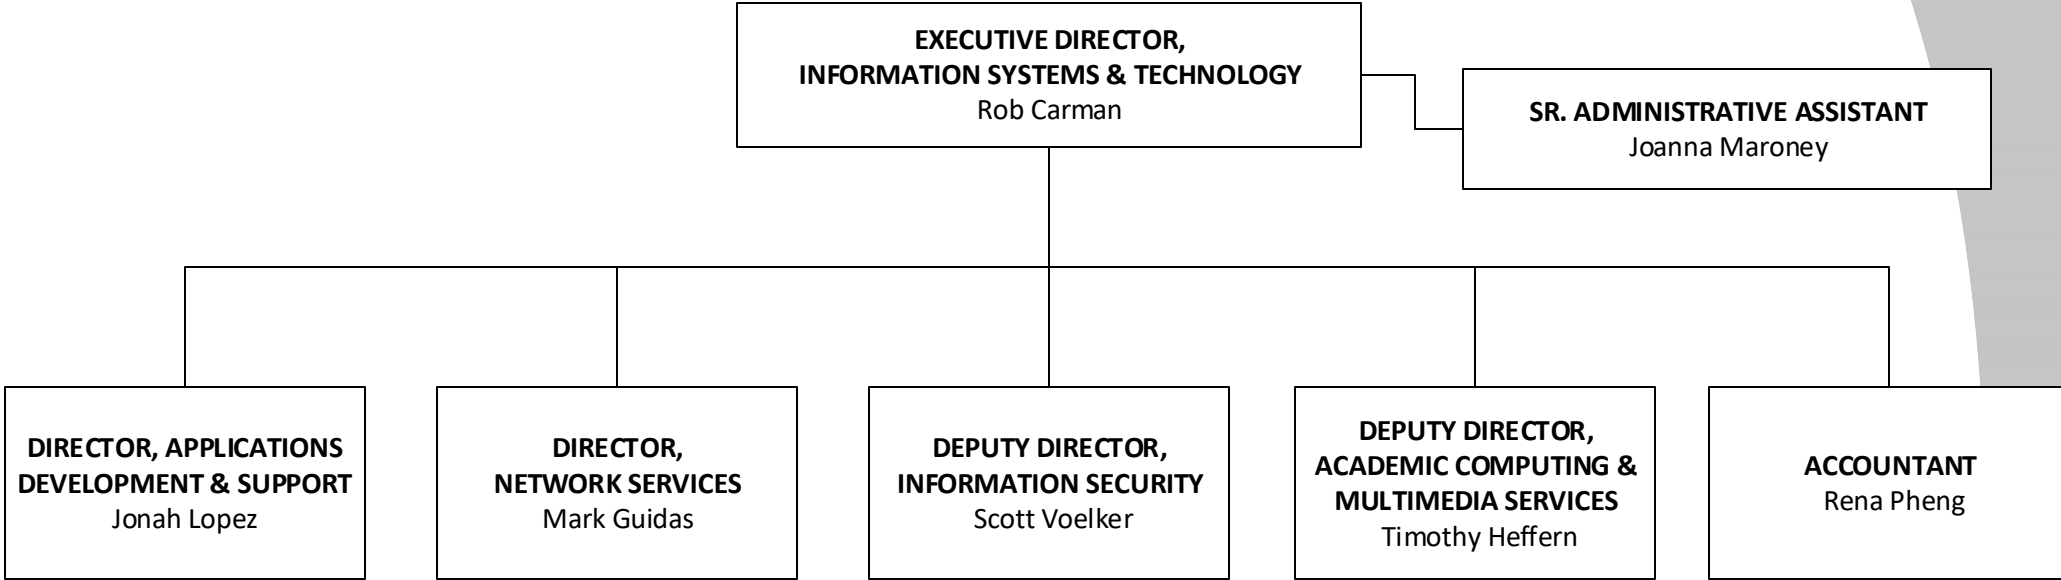 EXECUTIVE DIRECTOR,
INFORMATION SYSTEMS & TECHNOLOGY
Rob Carman
SR. ADMINISTRATIVE ASSISTANT
Joanna Maroney
DIRECTOR, APPLICATIONS
DEVELOPMENT & SUPPORT
Jonah Lopez
DIRECTOR,
NETWORK SERVICES
Mark Guidas
DEPUTY DIRECTOR,
INFORMATION SECURITY
Scott Voelker
DEPUTY DIRECTOR,
ACADEMIC COMPUTING &
MULTIMEDIA SERVICES
Timothy Heffern
ACCOUNTANT
Rena Pheng